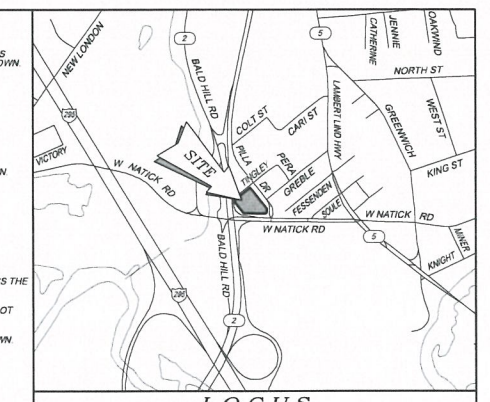 S
OWN.
N
S THE
OT
WN.
NEW LONDON
2
5
CATHERINE
JENNIE
OAKWIND
BALD HILL RD
NORTH ST
295
LAMBERT LIND HWY
GREENWICH
WEST ST
COLT ST
CARI ST
VICTORY
W NATICK RD
SITE
PILLA
TINGLEY
DR
PERA
GREBLE
FESSENDEN
SOULE
KING ST
W NATICK RD
W NATICK RD
5
MINER
KNIGHT
BALD HILL RD
295
2
LOCUS